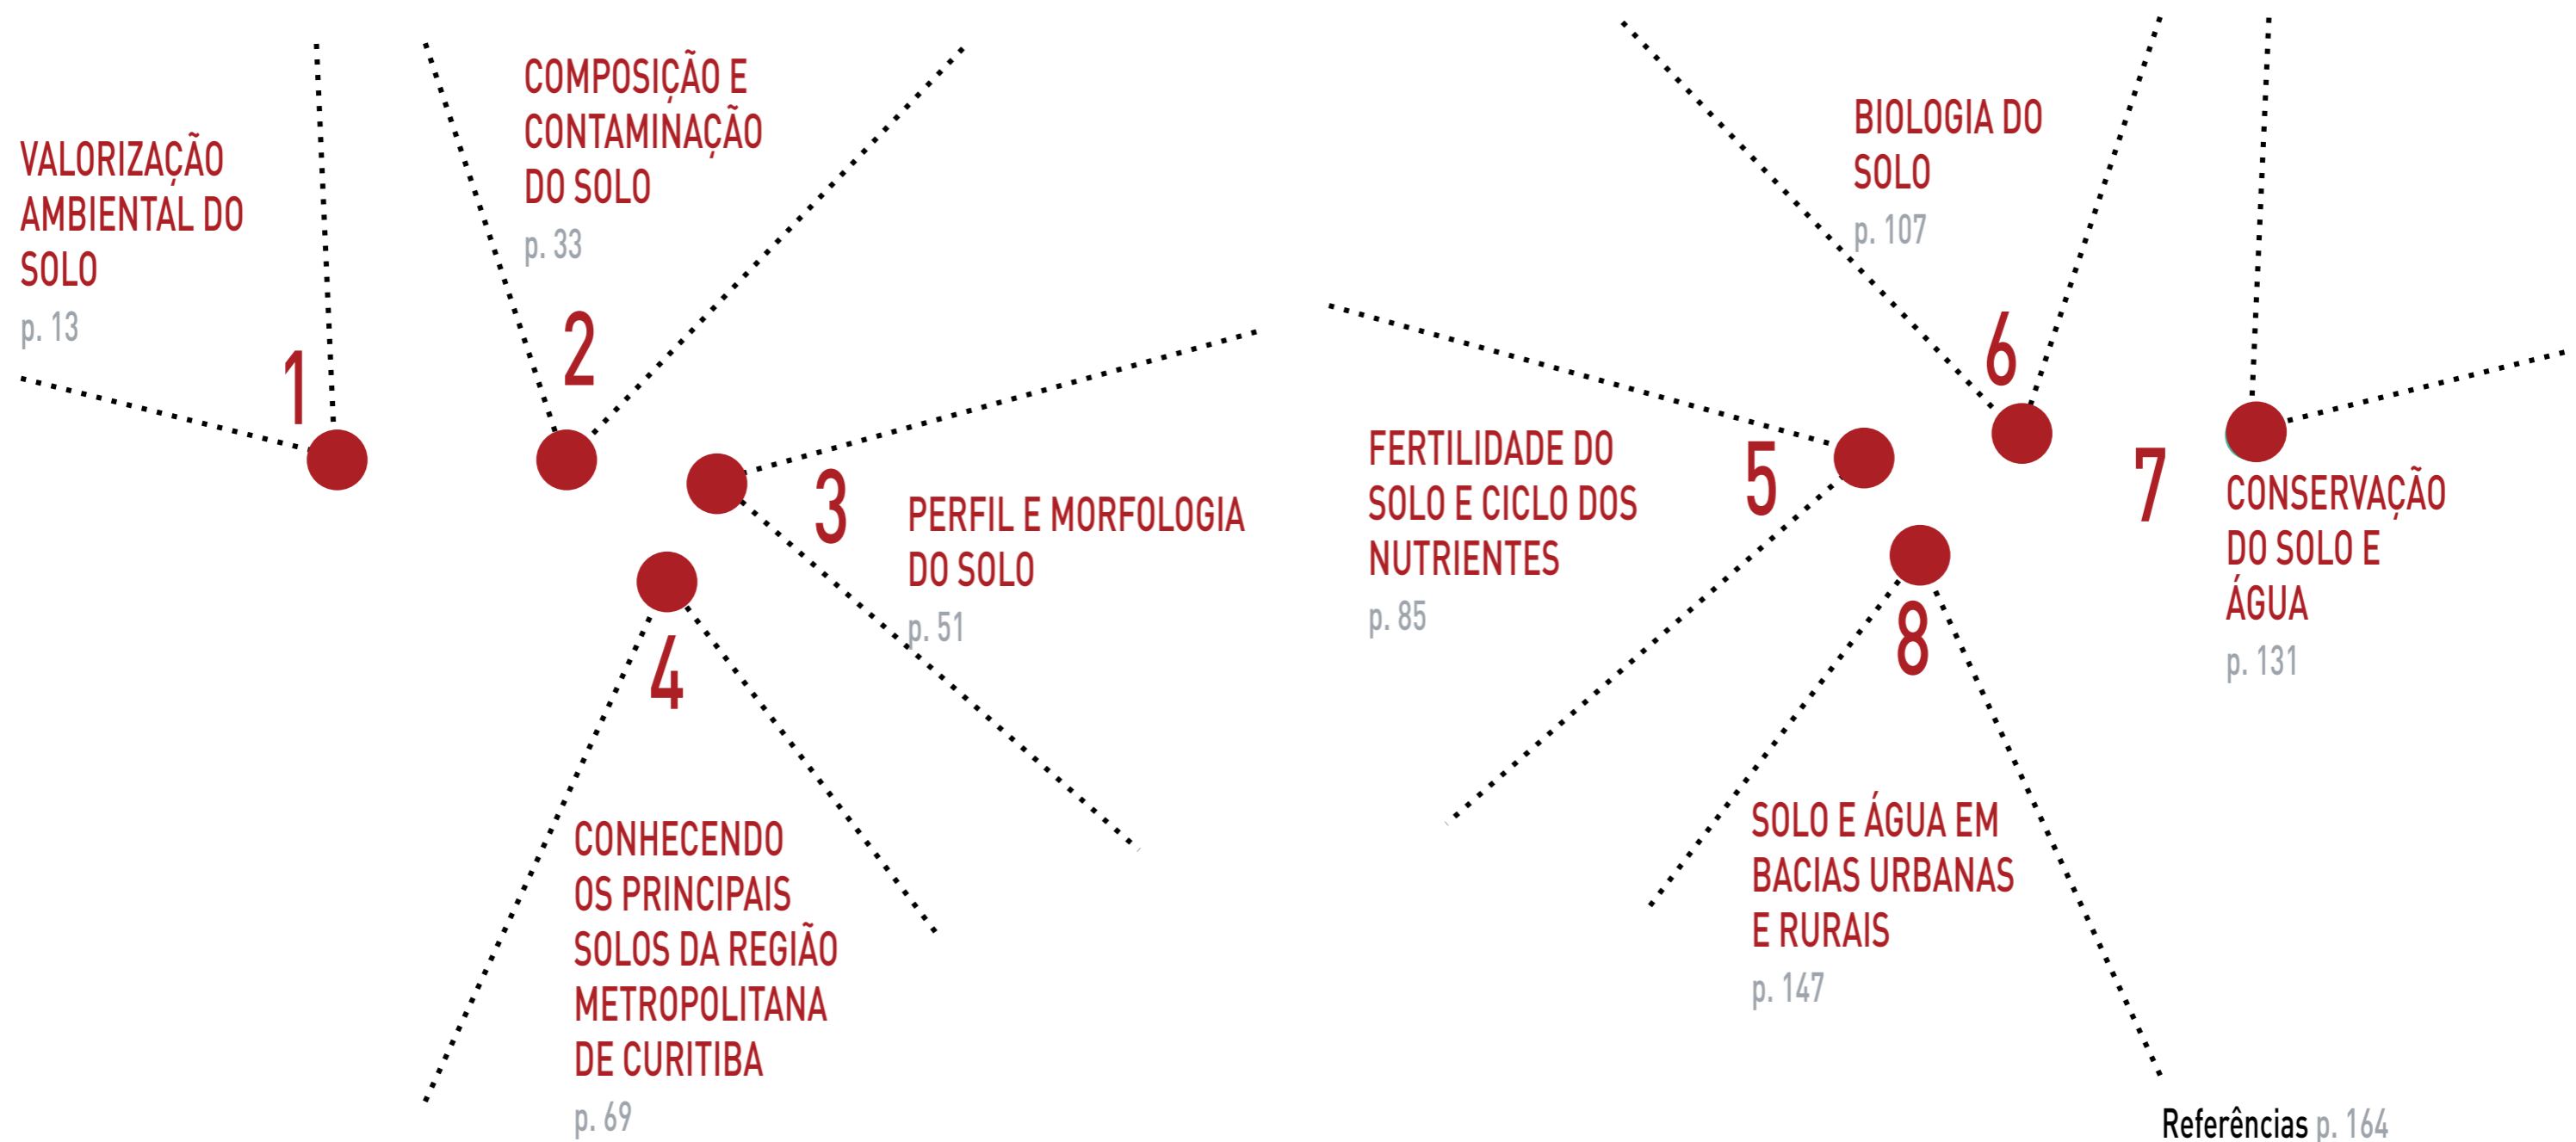 1
VALORIZAÇÃO
AMBIENTAL DO
SOLO
p. 13
2
COMPOSIÇÃO E
CONTAMINAÇÃO
DO SOLO
p. 33
3
PERFIL E MORFOLOGIA
DO SOLO
p. 51
4
CONHECENDO
OS PRINCIPAIS
SOLOS DA REGIÃO
METROPOLITANA
DE CURITIBA
p. 69
5
FERTILIDADE DO
SOLO E CICLO DOS
NUTRIENTES
p. 85
6
BIOLOGIA DO
SOLO
p. 107
7
CONSERVAÇÃO
DO SOLO E
ÁGUA
p. 131
8
SOLO E ÁGUA EM
BACIAS URBANAS
E RURAIS
p. 147
Referências p. 164